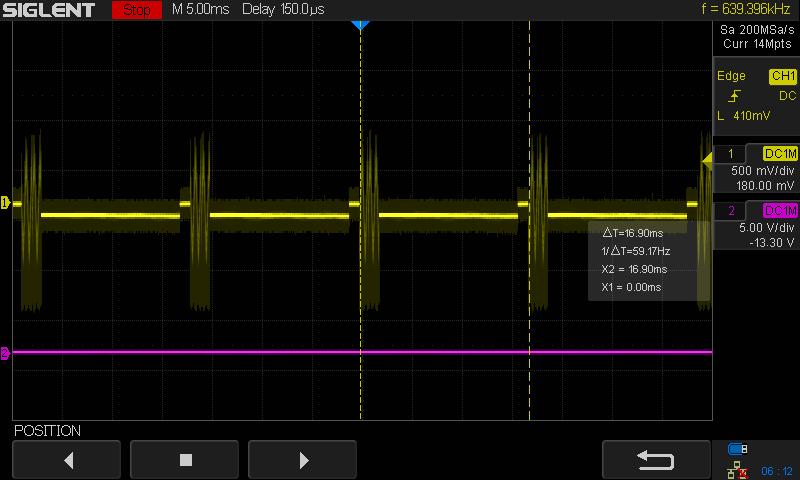 SIGLENT Stop M 5.00ms Delay 150.0µs f = 639.396kHz
Sa 200MSa/s
Curr 14Mpts
Edge CH1
DC
L 410mV
1 DC1M
500 mV/div
180.00 mV
2 DC1M
5.00 V/div
-13.30 V
1
△T=16.90ms
1/△T=59.17Hz
X2 = 16.90ms
X1 = 0.00ms
2
POSITION
06:12